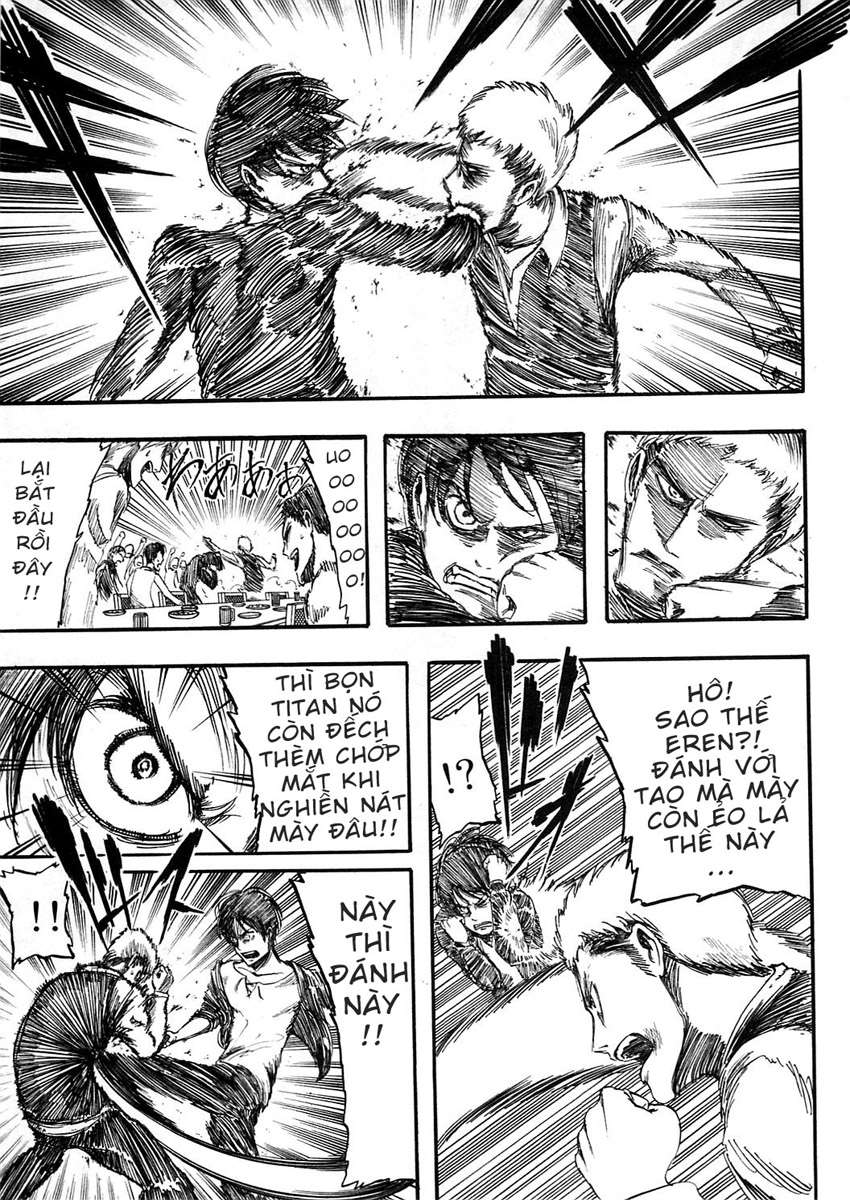 UO
OO
OO
OO
OO
O!
わあああ
LẠI
BẮT
ĐẦU
RỒI
ĐÂY
!!
HÔ!
SAO THẾ
EREN?!
ĐÁNH VỚI
TAO MÀ MÀY
CÒN ẺO LẢ
THẾ NÀY
...
!?
THÌ BỌN
TITAN NÓ
CÒN ĐẾCH
THÈM CHỚP
MẮT KHI
NGHIỀN NÁT
MÀY ĐÂU!!
NÀY
THÌ
ĐÁNH
NÀY
!!
!!